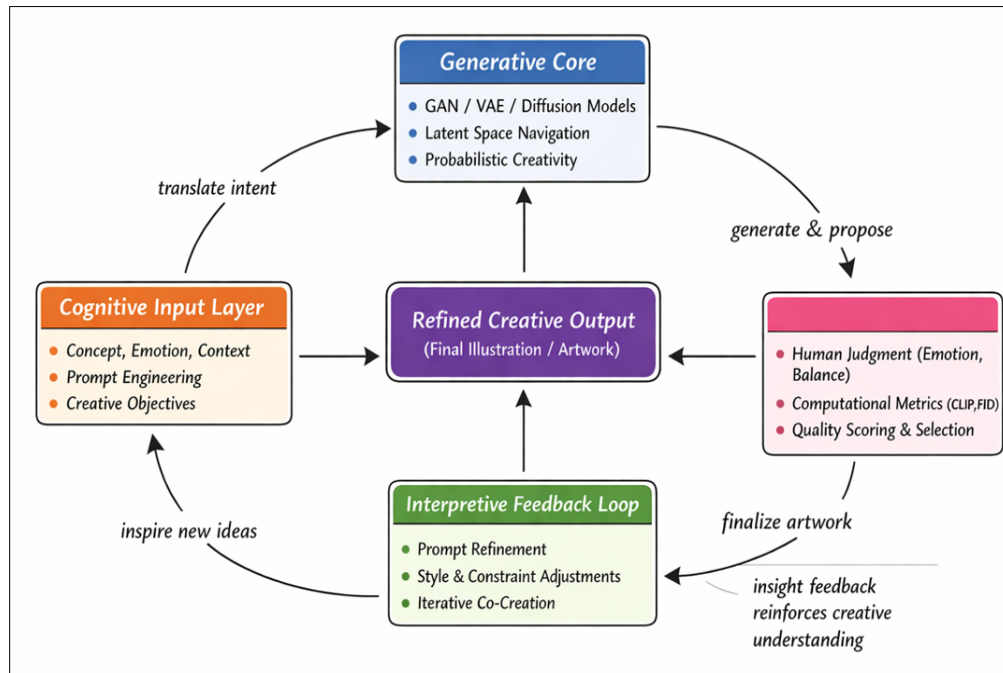 Generative Core
GAN / VAE / Diffusion Models
Latent Space Navigation
Probabilistic Creativity
translate intent
generate & propose
Cognitive Input Layer
Concept, Emotion, Context
Prompt Engineering
Creative Objectives
Refined Creative Output
(Final Illustration / Artwork)
Human Judgment (Emotion,
Balance)
Computational Metrics (CLIP,FID)
Quality Scoring & Selection
inspire new ideas
Interpretive Feedback Loop
Prompt Refinement
Style & Constraint Adjustments
Iterative Co-Creation
finalize artwork
insight feedback
reinforces creative
understanding